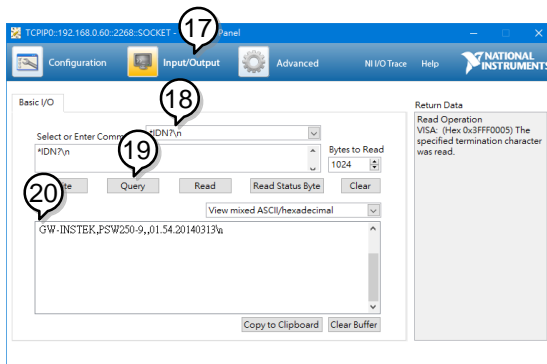 TCPIP0::192.168.0.60::2268::SOCKET - Panel
17
Configuration Input/Output Advanced NI I/O Trace Help NATIONAL INSTRUMENTS
Basic I/O
18
Return Data
Select or Enter Comm *IDN?\n
*IDN?\n
Bytes to Read
1024
19
Query Read Read Status Byte Clear
20
View mixed ASCII/hexadecimal
GW-INSTEK,PSW250-9,,01.54.20140313\n
Copy to Clipboard Clear Buffer
Read Operation
VISA: (Hex 0x3FFF0005) The
specified termination character
was read.